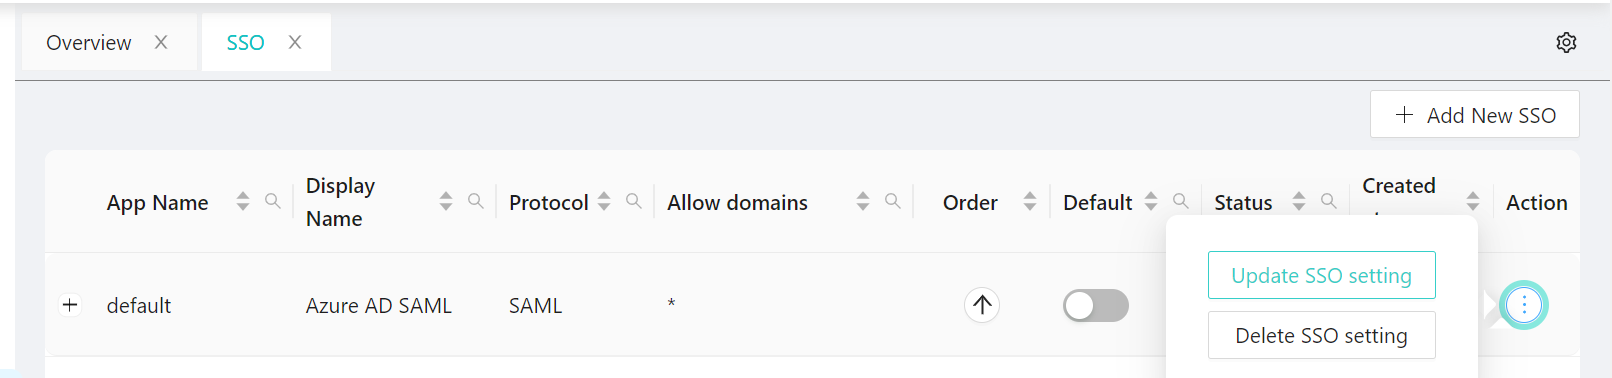 Overview
SSO
+ Add New SSO
App Name
Display
Name
Protocol
Allow domains
Order
Default
Status
Created
Action
default
Azure AD SAML
SAML
*
Update SSO setting
Delete SSO setting